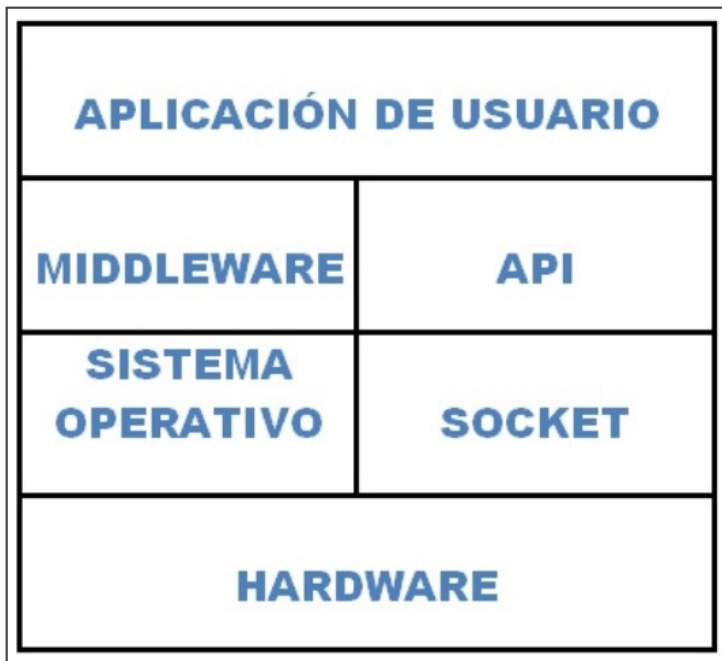 APLICACIÓN DE USUARIO
MIDDLEWARE
API
SISTEMA
OPERATIVO
SOCKET
HARDWARE